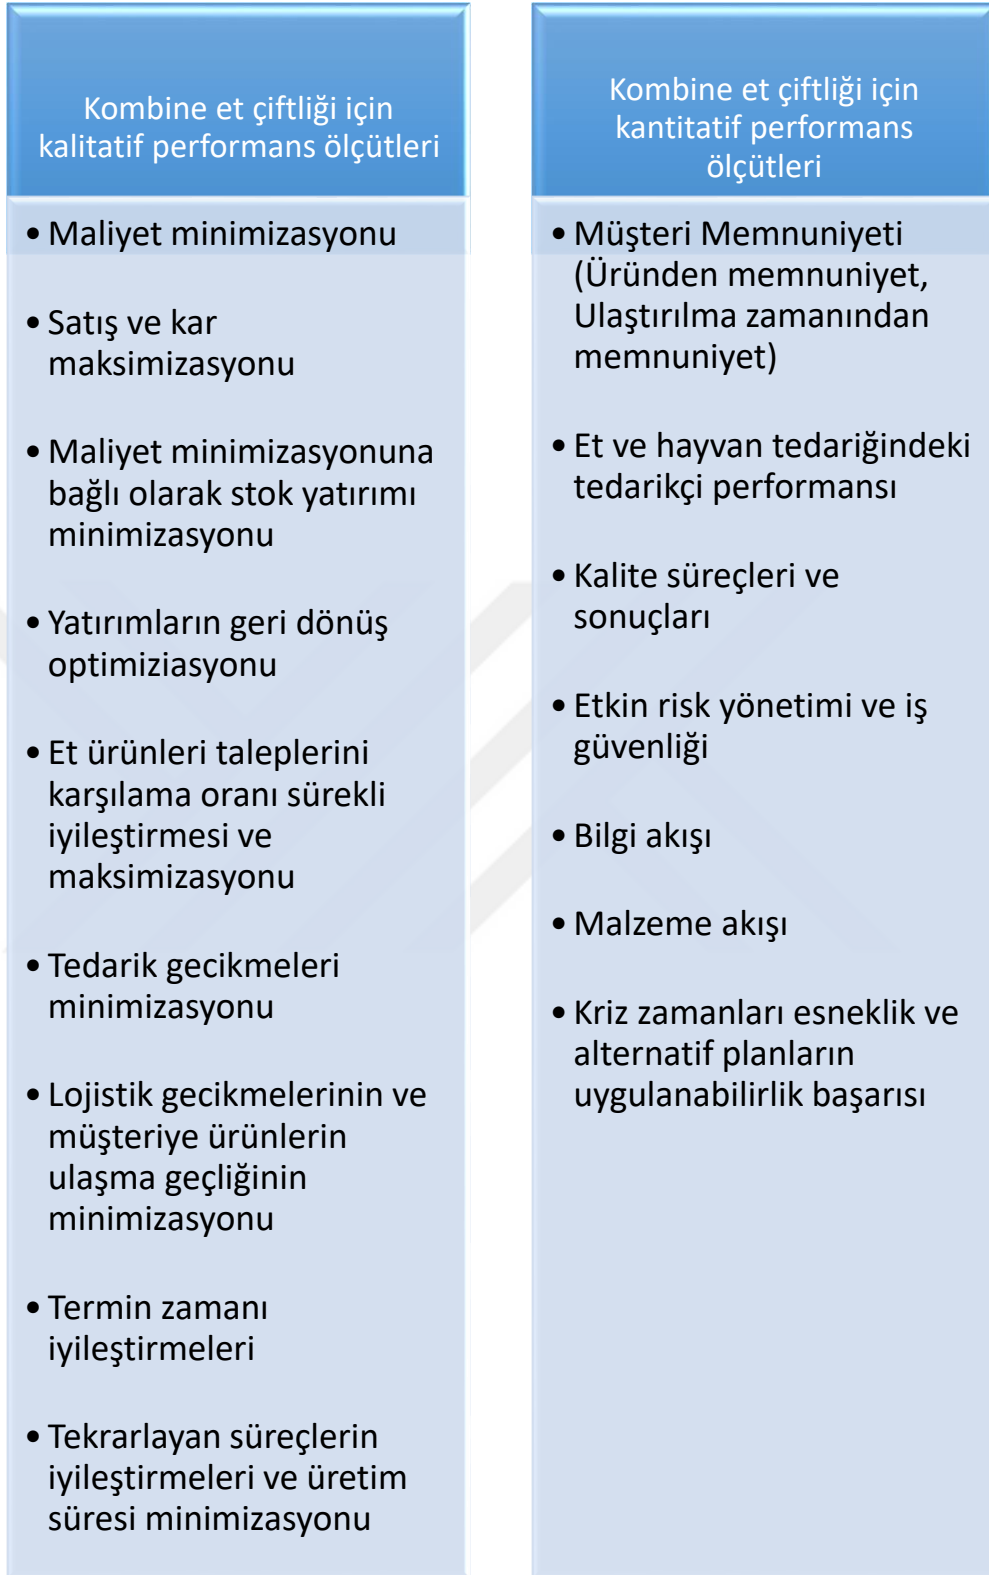 Kombine et çiftliği için
kalitatif performans ölçütleri
• Maliyet minimizasyonu
• Satış ve kar
maksimizasyonu
• Maliyet minimizasyonuna
bağlı olarak stok yatırımı
minimizasyonu
• Yatırımların geri dönüş
optimiziasyonu
• Et ürünleri taleplerini
karşılama oranı sürekli
iyileştirmesi ve
maksimizasyonu
• Tedarik gecikmeleri
minimizasyonu
• Lojistik gecikmelerinin ve
müşteriye ürünlerin
ulaşma geçliğinin
minimizasyonu
• Termin zamanı
iyileştirmeleri
• Tekrarlayan süreçlerin
iyileştirmeleri ve üretim
süresi minimizasyonu
Kombine et çiftliği için
kantitatif performans
ölçütleri
• Müşteri Memnuniyeti
(Üründen memnuniyet,
Ulaştırılma zamanından
memnuniyet)
• Et ve hayvan tedariğindeki
tedarikçi performansı
• Kalite süreçleri ve
sonuçları
• Etkin risk yönetimi ve iş
güvenliği
• Bilgi akışı
• Malzeme akışı
• Kriz zamanları esneklik ve
alternatif planların
uygulanabilirlik başarısı